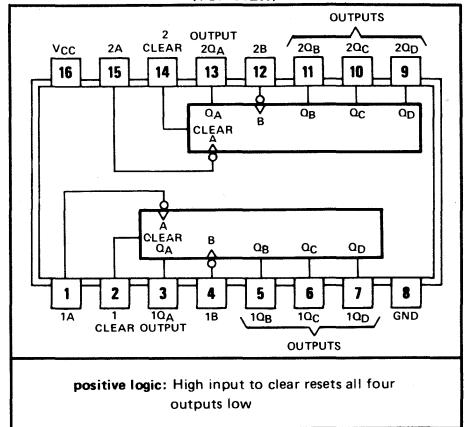 OUTPUTS
2 OUTPUT
VCC 2A CLEAR 2QA 2B 2QB 2QC 2QD
16 15 14 13 12 11 10 9
QA B QB QC QD
CLEAR
A
A
CLEAR B
QA QB QC QD
1 2 3 4 5 6 7 8
1A 1 1QA 1B 1QB 1QC 1QD GND
CLEAR OUTPUT
OUTPUTS
positive logic: High input to clear resets all four
outputs low